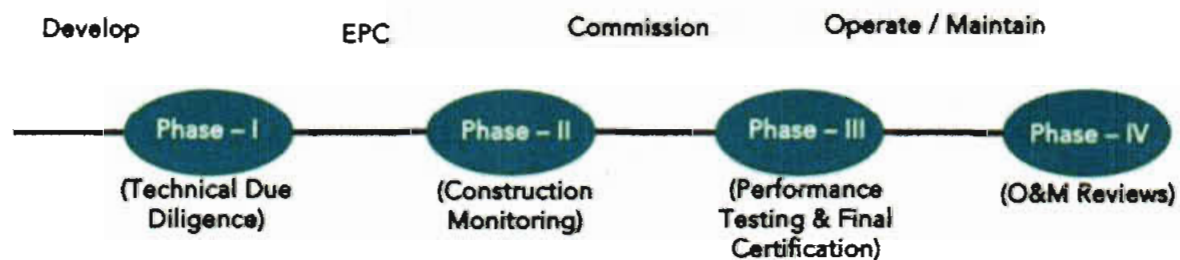 Develop
EPC
Commission
Operate / Maintain
Phase – I
Phase – II
Phase – III
Phase – IV
(Technical Due
Diligence)
(Construction
Monitoring)
(Performance
Testing & Final
Certification)
(O&M Reviews)